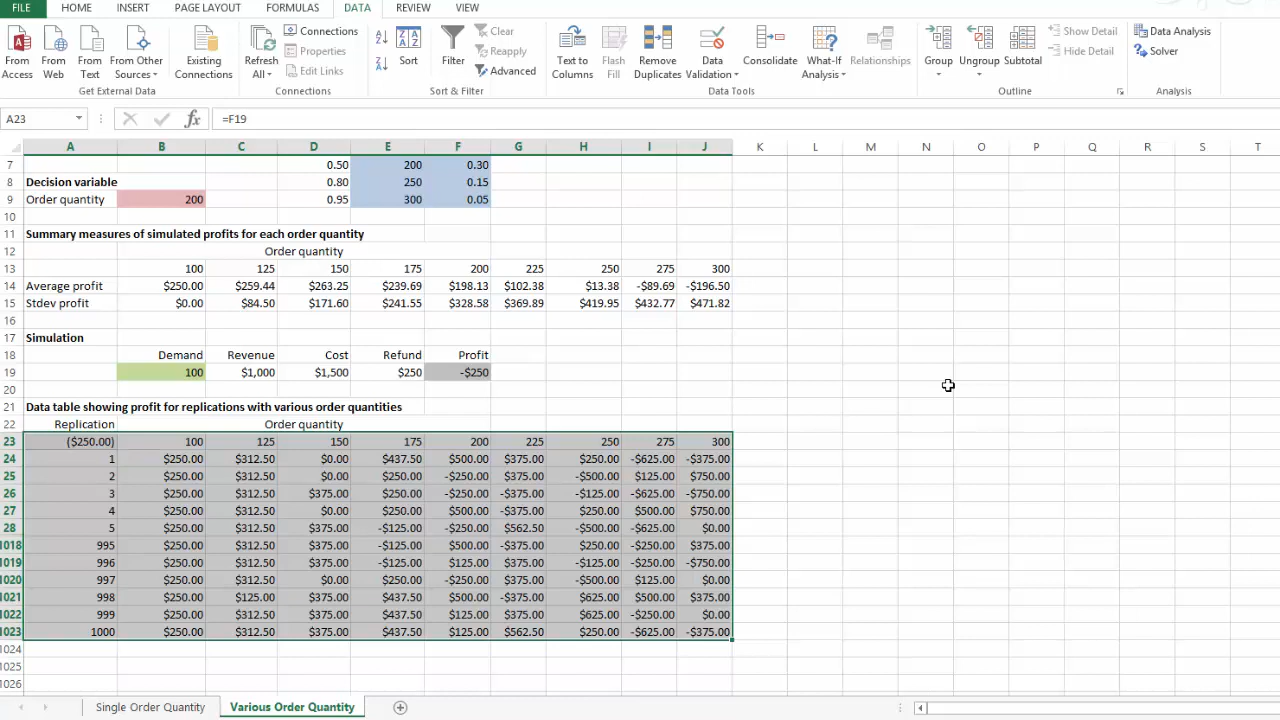 FILE HOME INSERT PAGE LAYOUT FORMULAS DATA REVIEW VIEW
From Access From Web From Text From Other Sources Existing Connections Refresh All Connections Properties Edit Links Sort Filter Clear Reapply Advanced Text to Columns Flash Fill Remove Duplicates Data Validation Consolidate What-If Analysis Relationships Group Ungroup Subtotal Show Detail Hide Detail Data Analysis Solver
Get External Data Connections Sort & Filter Data Tools Outline Analysis
A23 fx =F19
A B C D E F G H I J K L M N O P Q R S T
7 0.50 200 0.30
8 Decision variable 0.80 250 0.15
9 Order quantity 200 0.95 300 0.05
10
11 Summary measures of simulated profits for each order quantity
12 Order quantity
13 100 125 150 175 200 225 250 275 300
14 Average profit $250.00 $259.44 $263.25 $239.69 $198.13 $102.38 $13.38 -$89.69 -$196.50
15 Stdev profit $0.00 $84.50 $171.60 $241.55 $328.58 $369.89 $419.95 $432.77 $471.82
16
17 Simulation
18 Demand Revenue Cost Refund Profit
19 100 $1,000 $1,500 $250 -$250
20
21 Data table showing profit for replications with various order quantities
22 Replication Order quantity
23 ($250.00) 100 125 150 175 200 225 250 275 300
24 1 $250.00 $312.50 $0.00 $437.50 $500.00 $375.00 $250.00 -$625.00 -$375.00
25 2 $250.00 $312.50 $0.00 $250.00 -$250.00 $375.00 -$500.00 $125.00 $750.00
26 3 $250.00 $312.50 $375.00 $250.00 -$250.00 -$375.00 -$125.00 -$625.00 -$750.00
27 4 $250.00 $312.50 $0.00 $250.00 $500.00 -$375.00 $250.00 $500.00 $750.00
28 5 $250.00 $312.50 $375.00 -$125.00 -$250.00 $562.50 -$500.00 -$625.00 $0.00
1018 995 $250.00 $312.50 $375.00 -$125.00 $500.00 -$375.00 $250.00 -$250.00 $375.00
1019 996 $250.00 $312.50 $375.00 -$125.00 $125.00 $375.00 -$125.00 -$250.00 -$750.00
1020 997 $250.00 $312.50 $0.00 $250.00 -$250.00 $375.00 -$500.00 $125.00 $0.00
1021 998 $250.00 $125.00 $375.00 $437.50 $500.00 -$375.00 $625.00 $500.00 $375.00
1022 999 $250.00 $312.50 $375.00 $437.50 $125.00 $375.00 $625.00 -$250.00 $0.00
1023 1000 $250.00 $312.50 $375.00 $437.50 $125.00 $562.50 $250.00 -$625.00 -$375.00
1024
1025
1026
Single Order Quantity Various Order Quantity